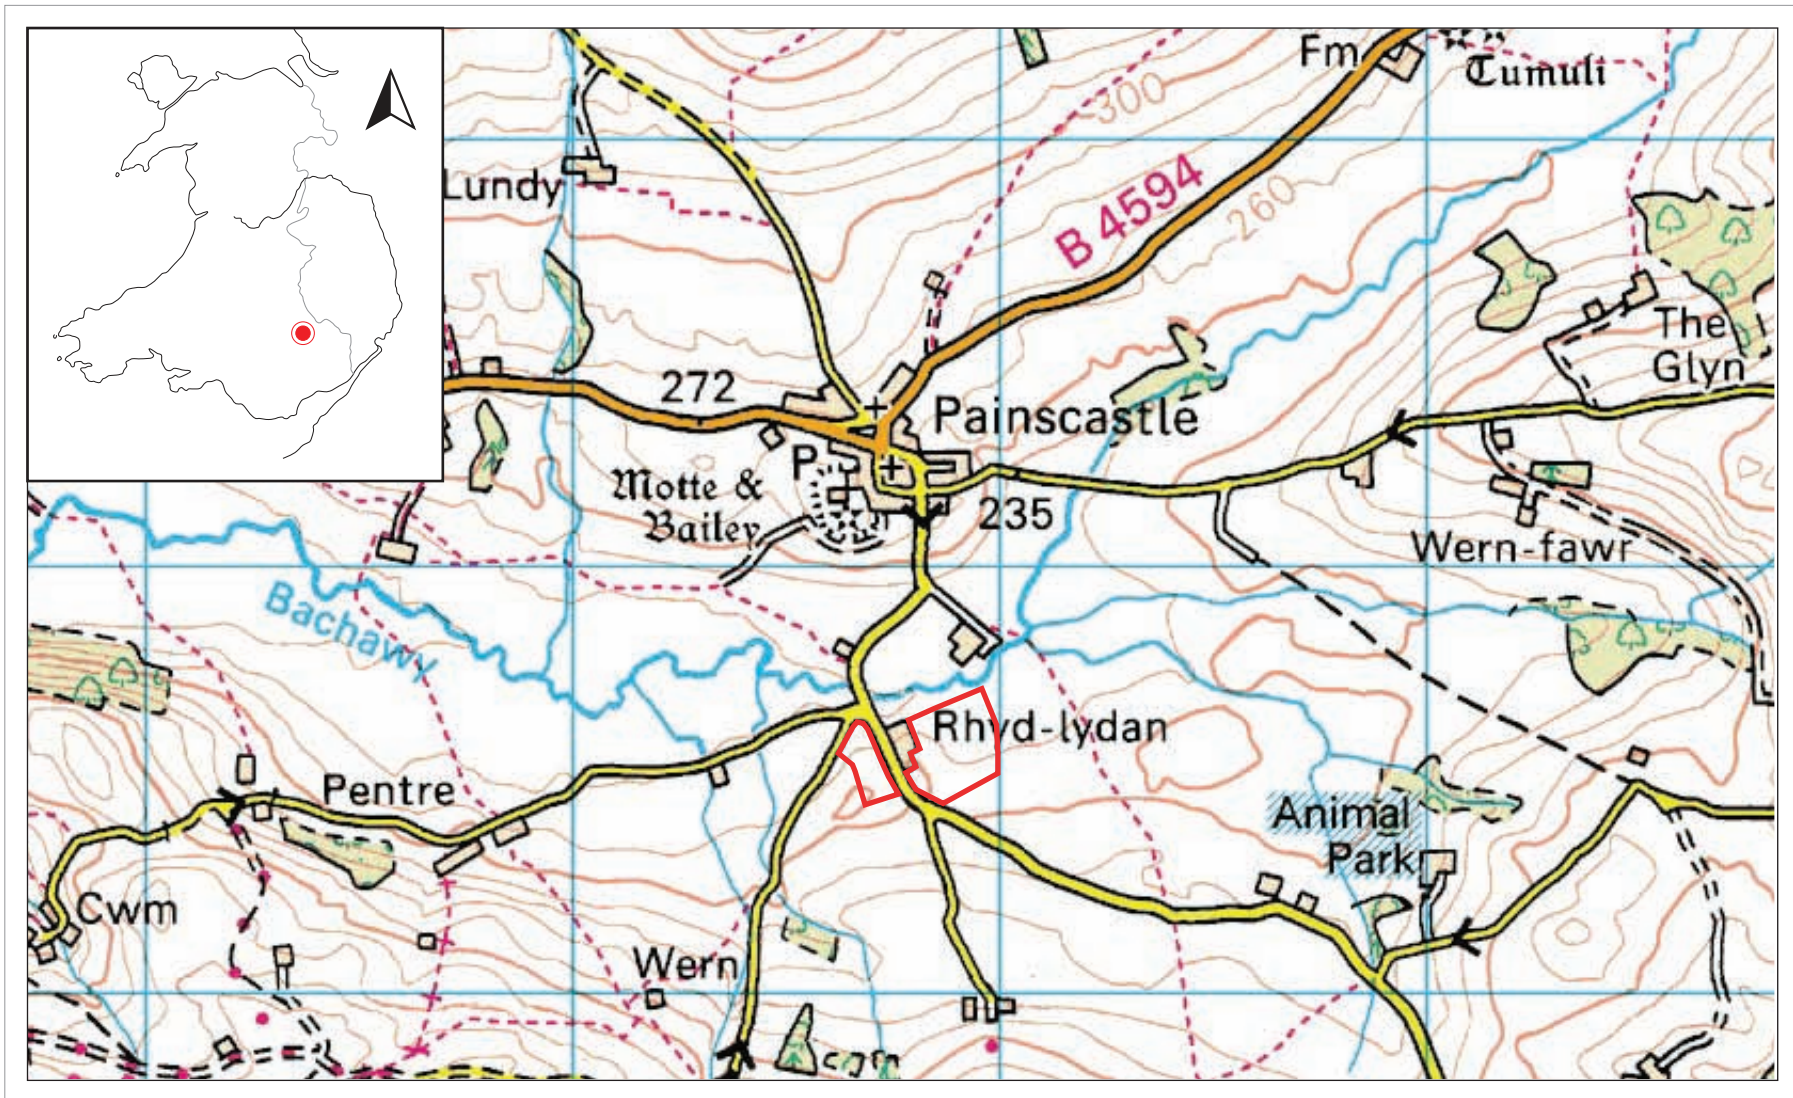 Fm
Tumuli
300
Lundy
B 4594
260
The
Glyn
272
Painscastle
P
Motte &
Bailey
235
Wern-fawr
Bachawy
Rhyd-lydan
Pentre
Animal
Park
Cwm
Wern